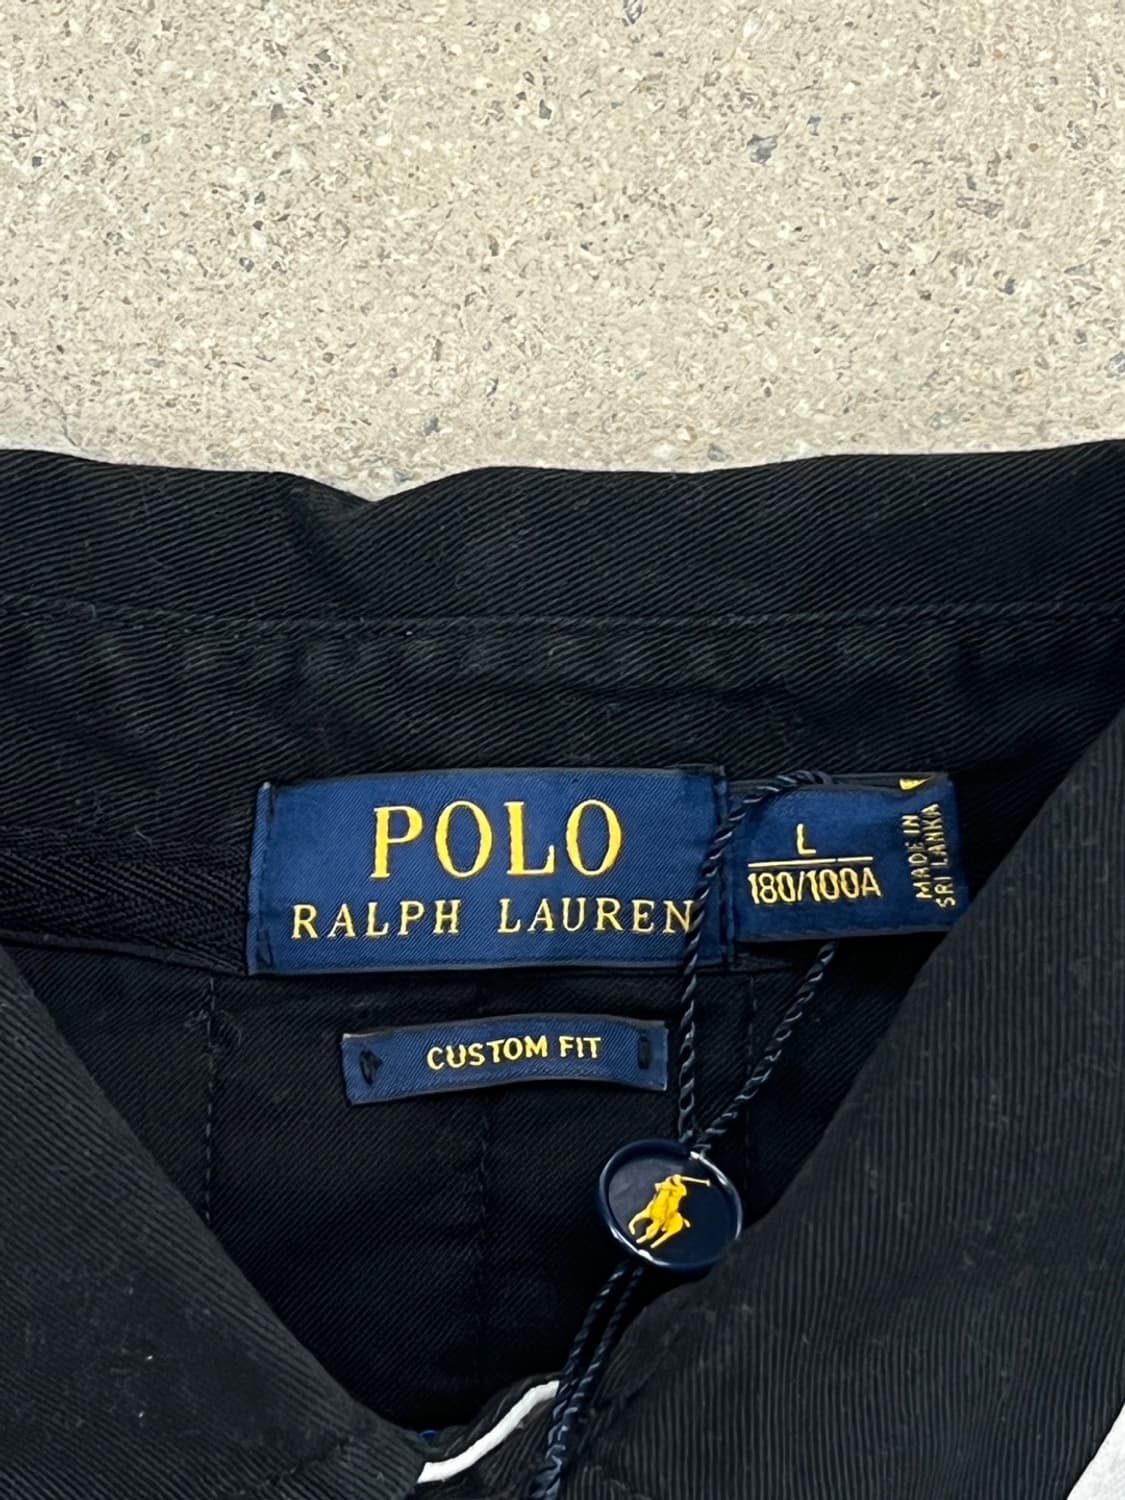 POLO
RALPH LAUREN
L
180/100A
MADE IN
SRI LANKA
CUSTOM FIT